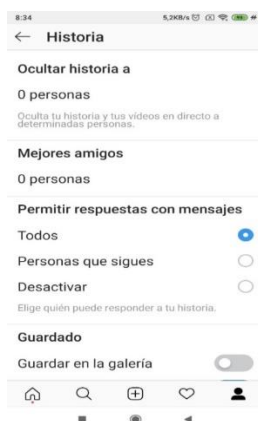 8:34
5,2KB/s
Historia
Ocultar historia a
0 personas
Oculta tu historia y tus vídeos en directo a
determinadas personas.
Mejores amigos
0 personas
Permitir respuestas con mensajes
Todos
Personas que sigues
Desactivar
Elige quién puede responder a tu historia.
Guardado
Guardar en la galería